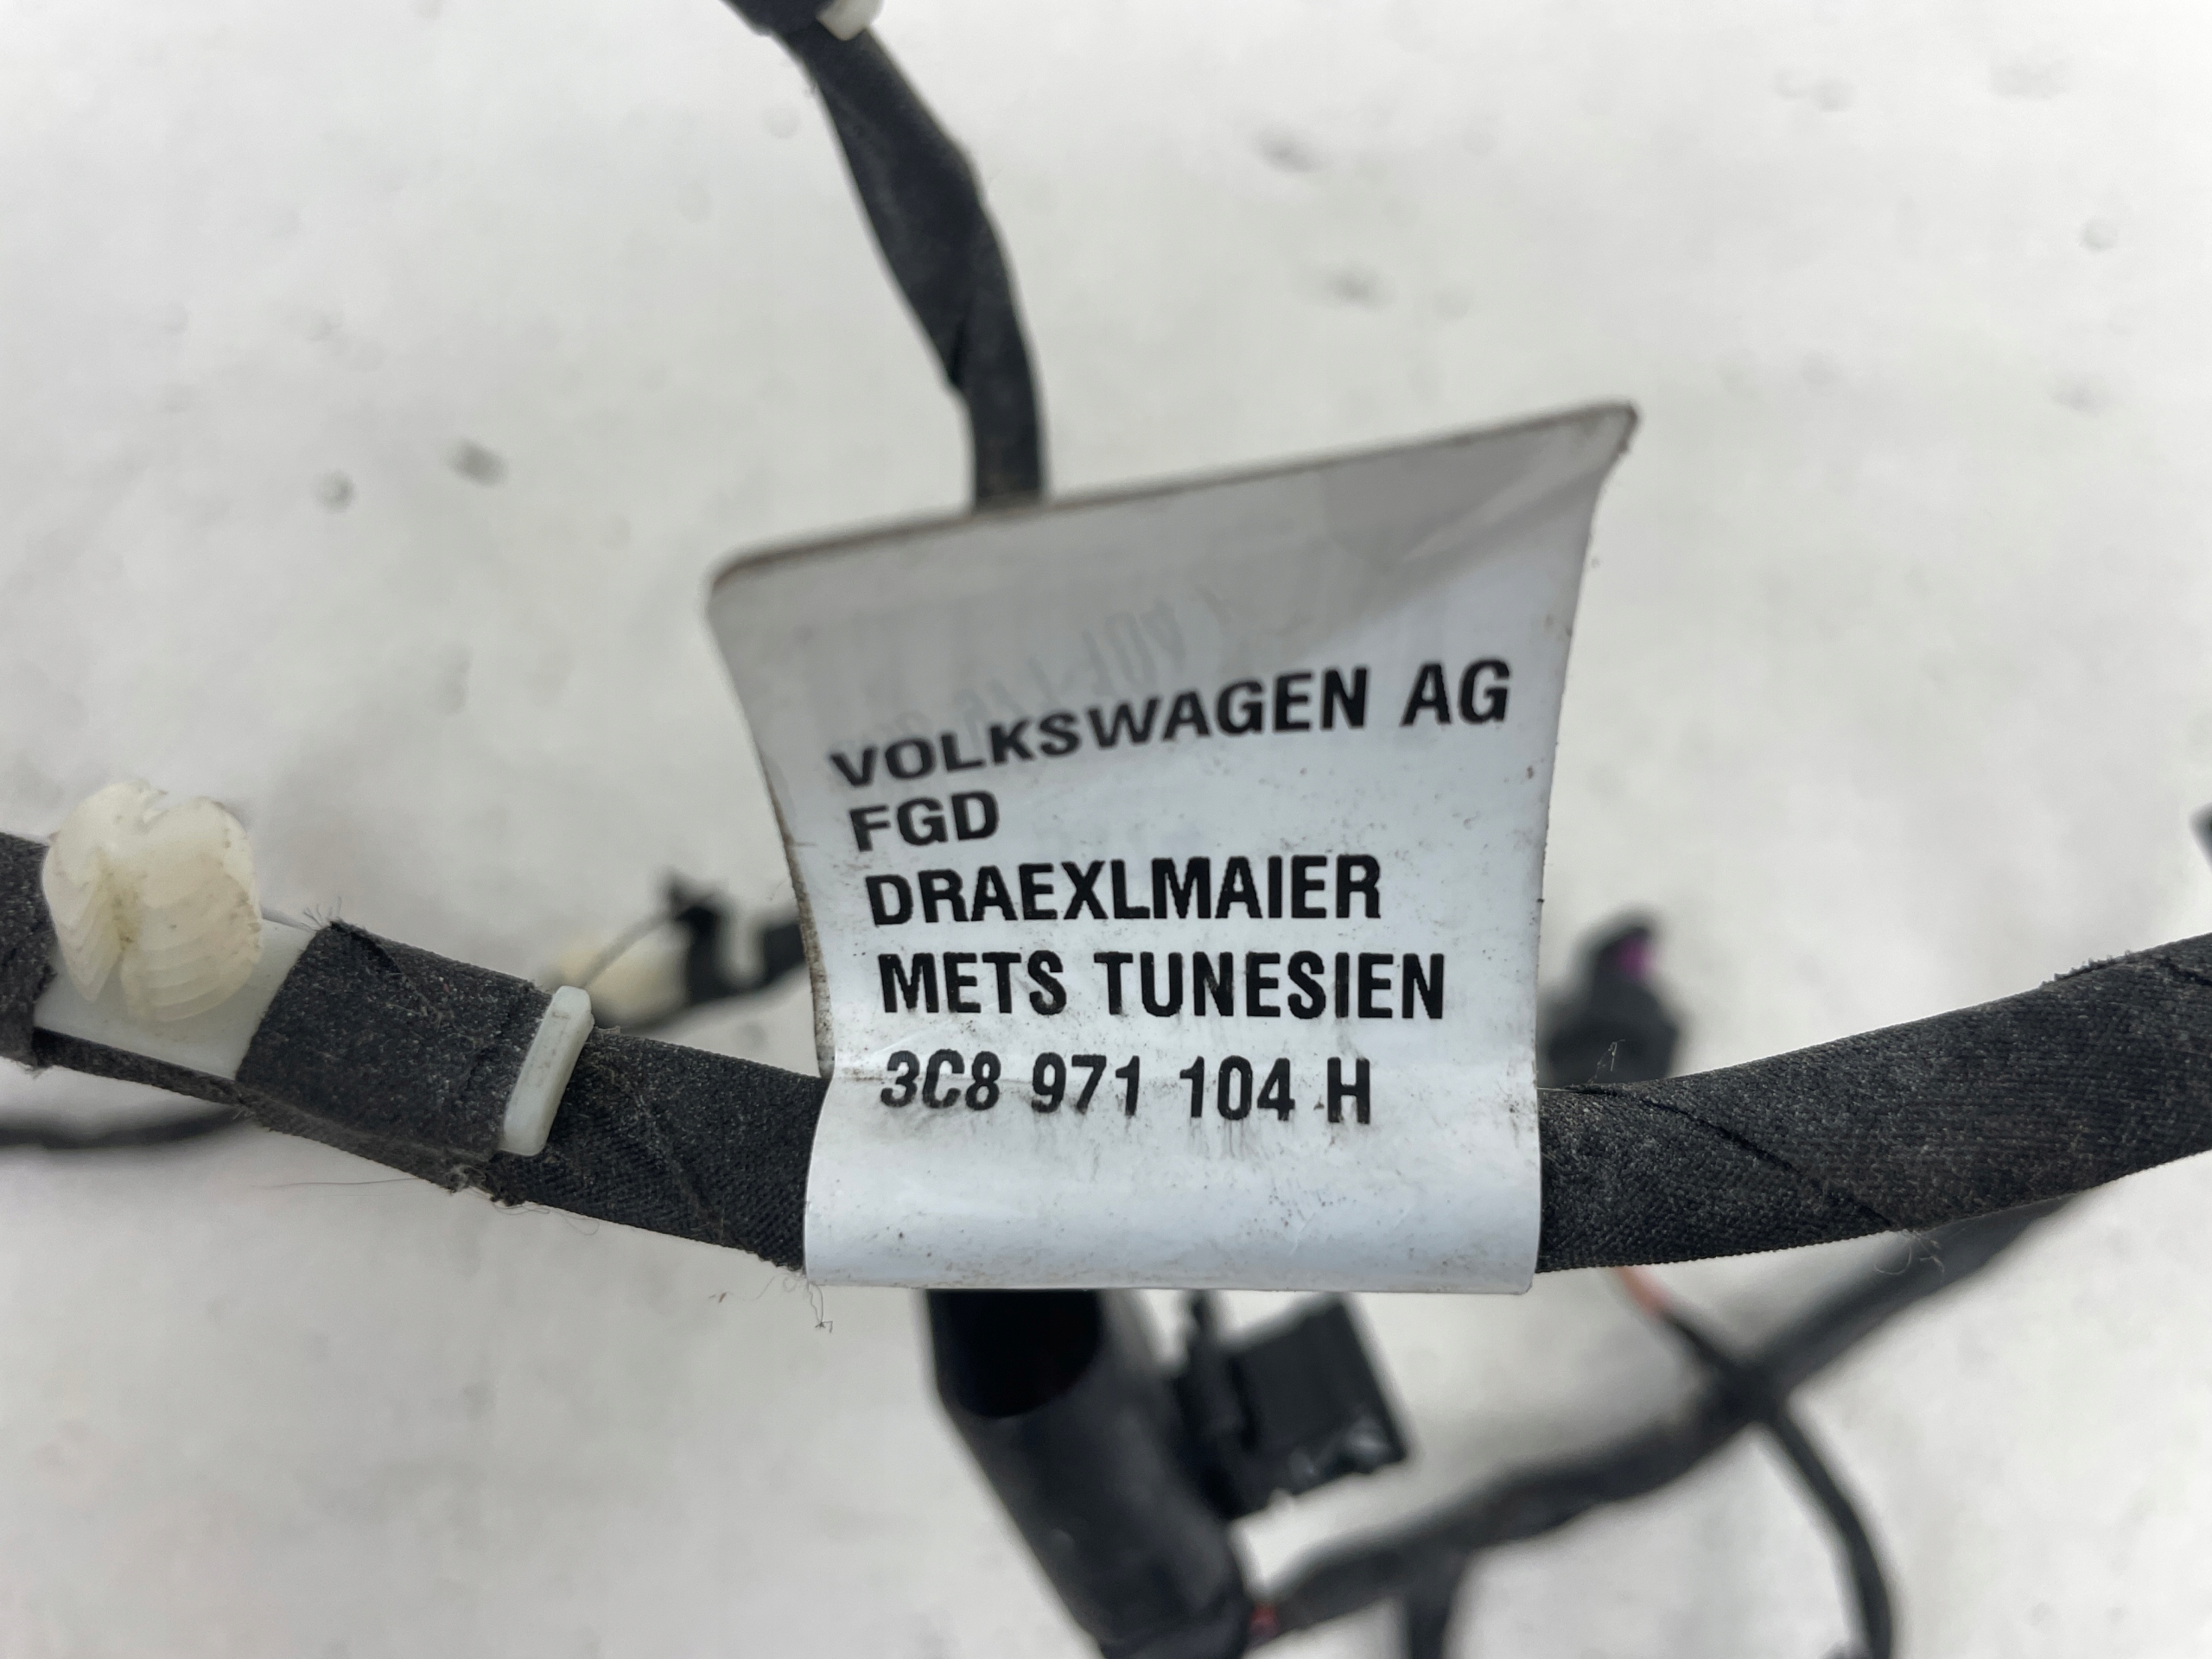 VOLKSWAGEN AG
FGD
DRAEXLMAIER
METS TUNESIEN
3C8 971 104 H